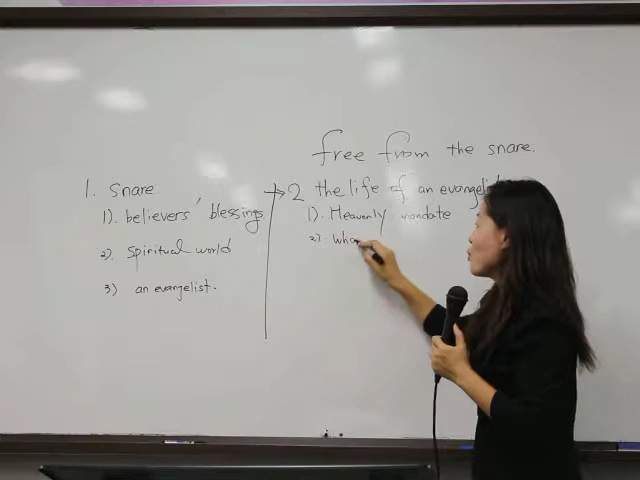 free from the snare.
1. Snare
1). believers' blessings
2). Spiritual world
3) an evangelist.
2 the life of an evangelist
1). Heavenly mandate
2). wha